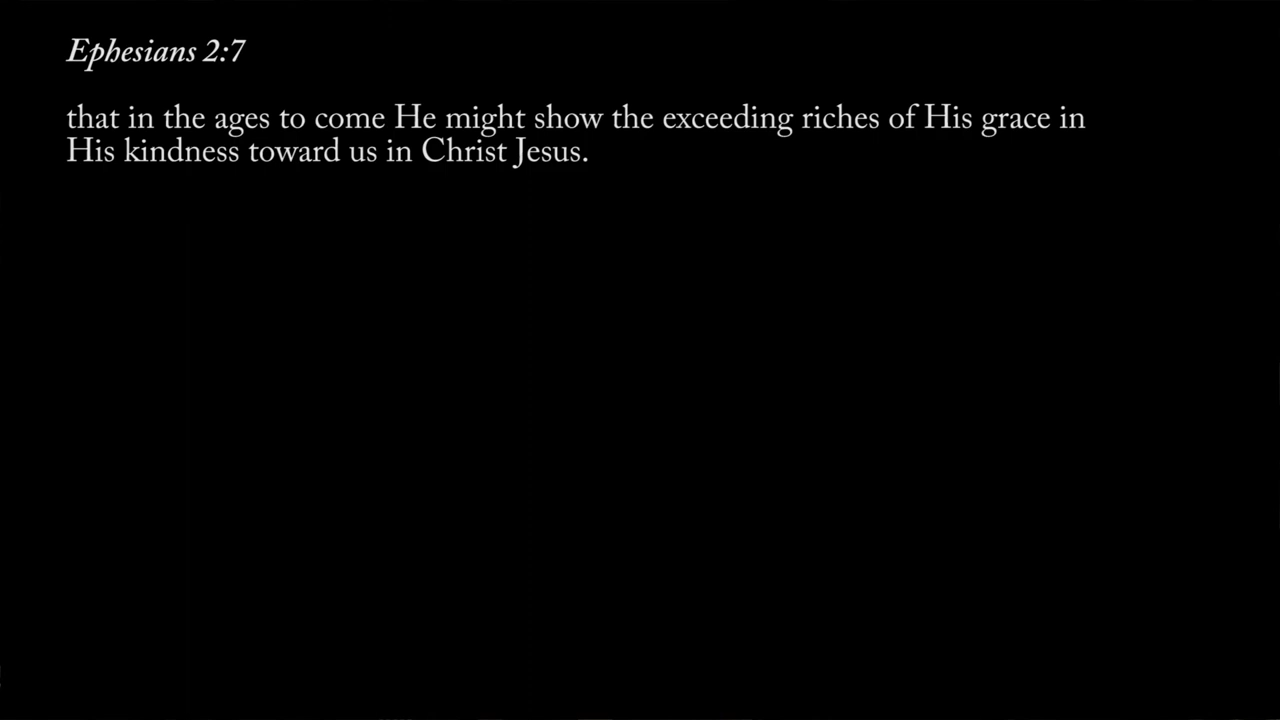 Ephesians 2:7
that in the ages to come He might show the exceeding riches of His grace in
His kindness toward us in Christ Jesus.